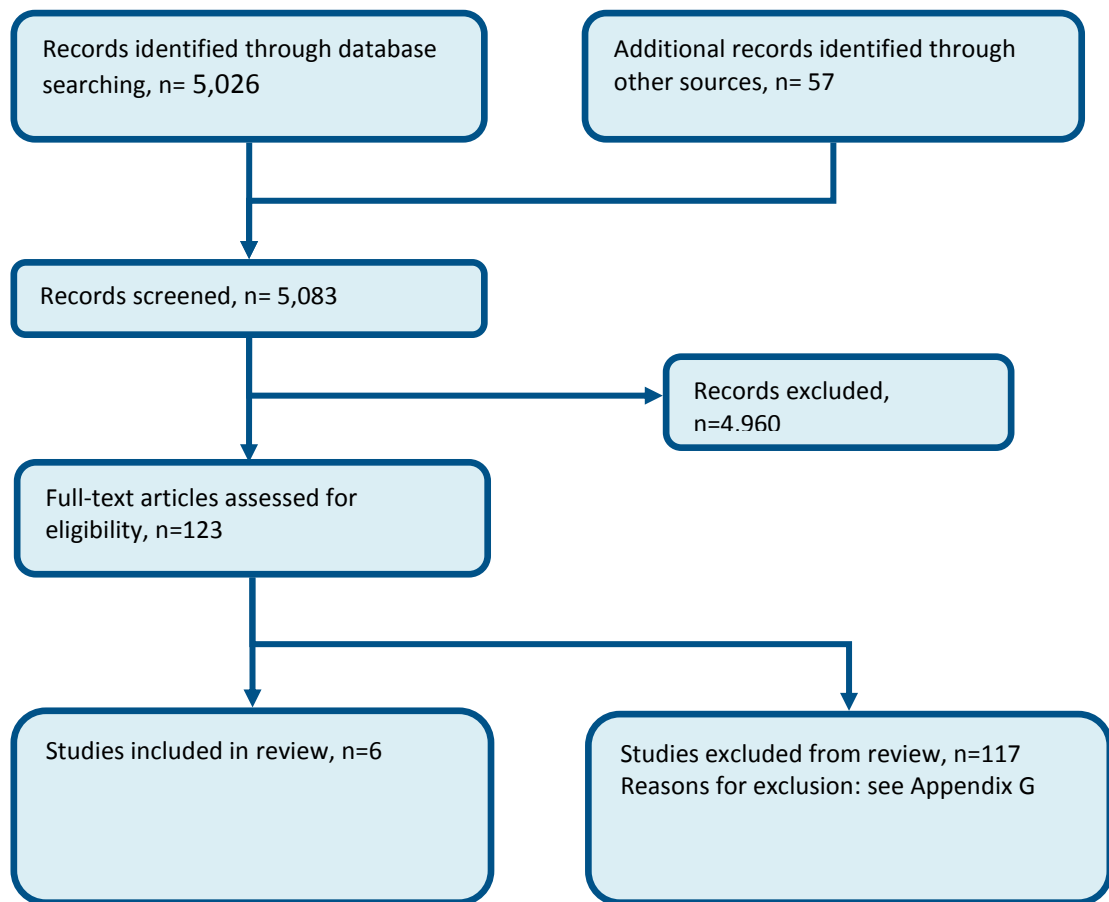 Records identified through database
searching, n= 5,026
Additional records identified through
other sources, n= 57
Records screened, n= 5,083
Records excluded,
n=4,960
Full-text articles assessed for
eligibility, n=123
Studies included in review, n=6
Studies excluded from review, n=117
Reasons for exclusion: see Appendix G